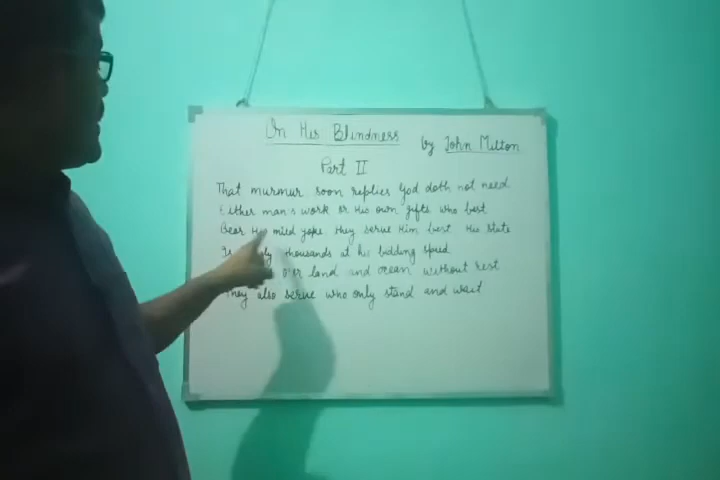 On His Blindness
by John Milton
Part II
That murmur soon replies God doth not need
Either man's work or His own gifts who best
Bear His mild yoke They serve Him best His state
thousands at his bidding speed
over land and ocean without rest
They also serve who only stand and wait